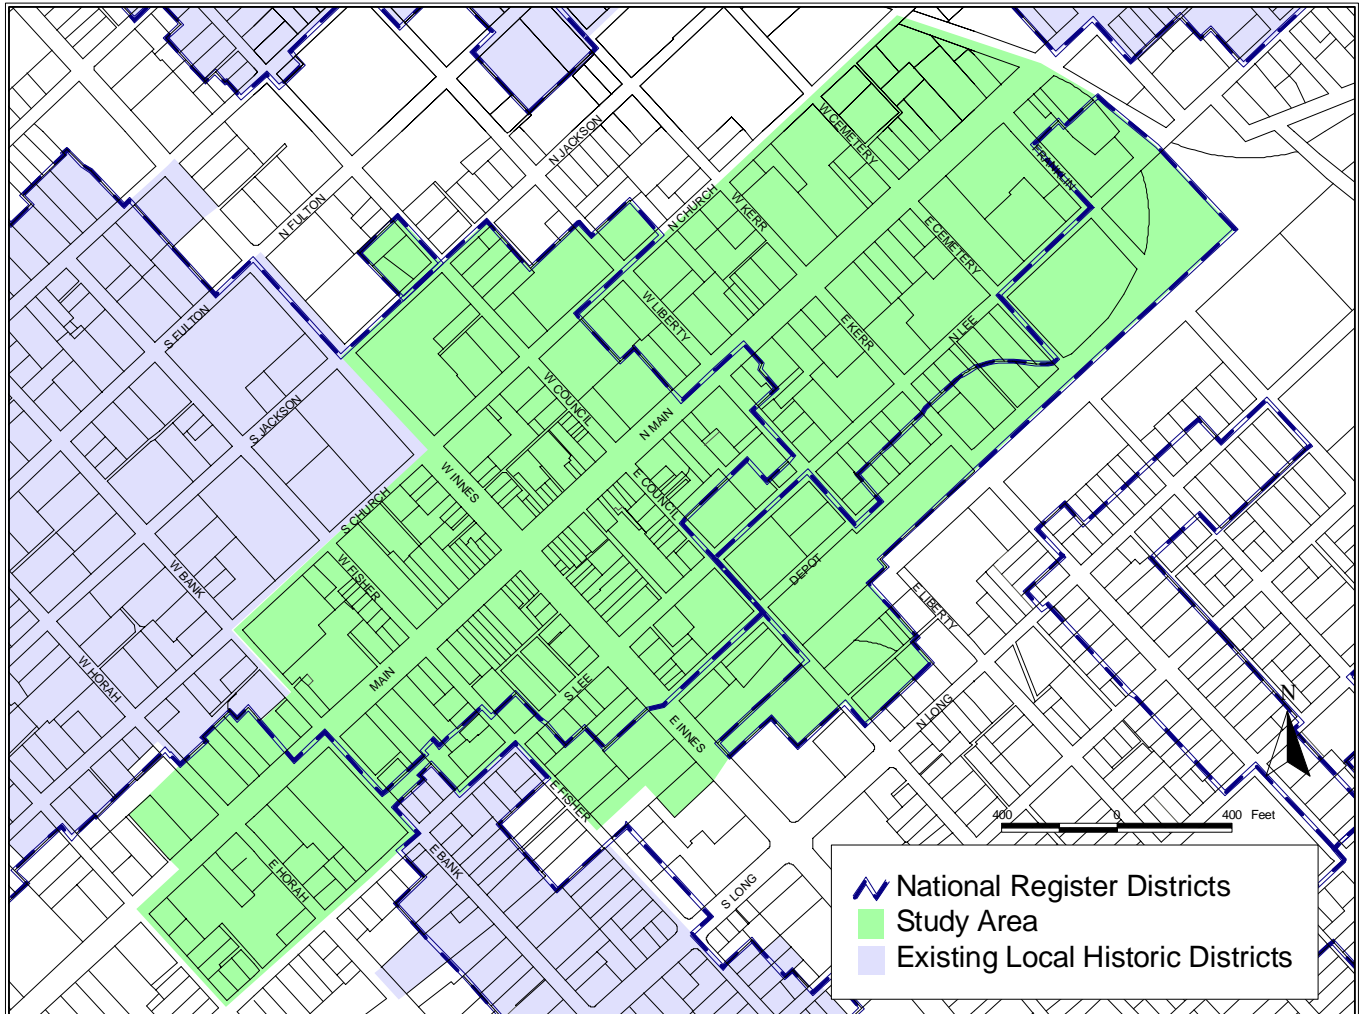 N JACKSON
W CEMETERY
FRANKLIN
N FULTON
N CHURCH
W KERR
E CEMETERY
S FULTON
W LIBERTY
E KERR
N LEE
S JACKSON
W COUNCIL
N MAIN
W INNES
E COUNCIL
S CHURCH
W FISHER
W BANK
DEPOT
E LIBERTY
W HORAH
MAIN
S LEE
E INNES
N LONG
N
E FISHER
400 0 400 Feet
E BANK
E HORAH
S LONG
National Register Districts
Study Area
Existing Local Historic Districts